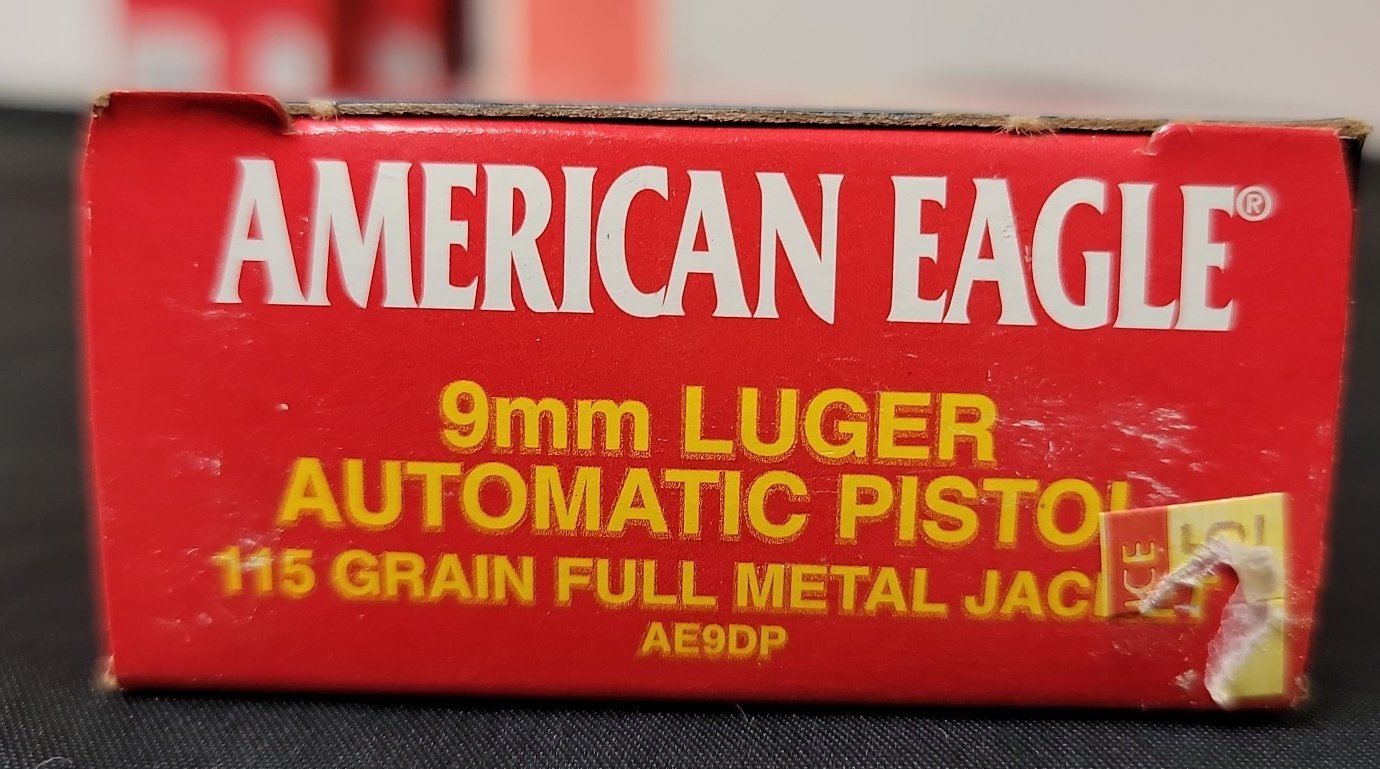 AMERICAN EAGLE®
9mm LUGER
AUTOMATIC PISTOL
115 GRAIN FULL METAL
AE9DP